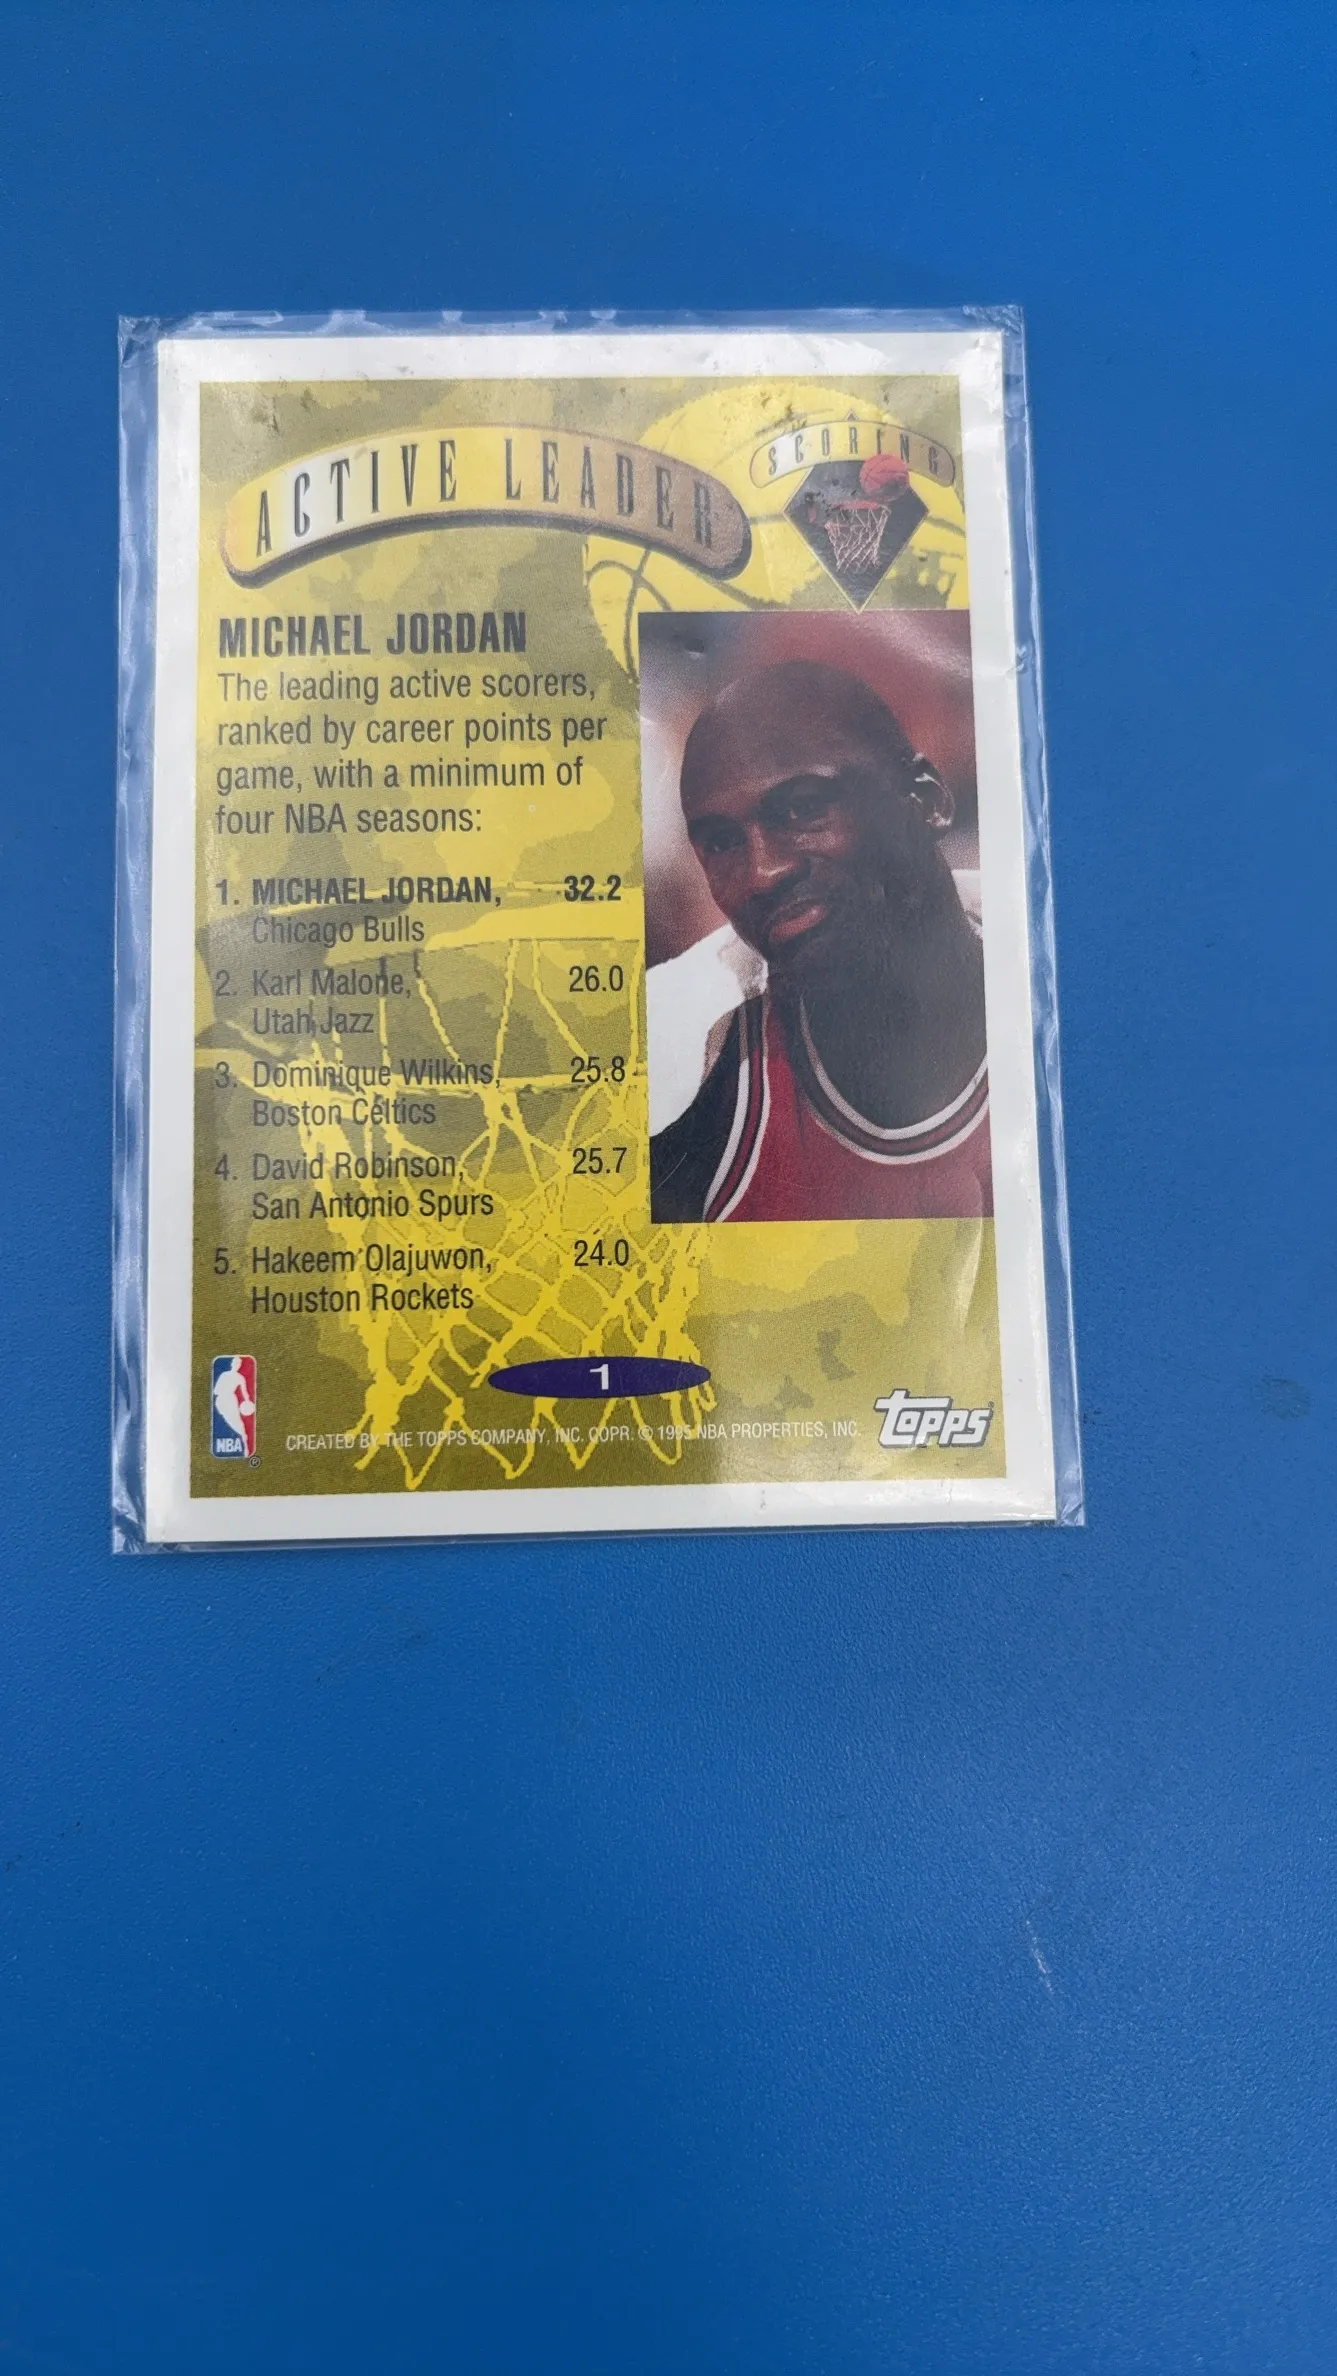 ACTIVE LEADER
SCORING
MICHAEL JORDAN
The leading active scorers,
ranked by career points per
game, with a minimum of
four NBA seasons:
1. MICHAEL JORDAN, 32.2
Chicago Bulls
2. Karl Malone, 26.0
Utah Jazz
3. Dominique Wilkins, 25.8
Boston Celtics
4. David Robinson, 25.7
San Antonio Spurs
5. Hakeem Olajuwon, 24.0
Houston Rockets
1
NBA ®
CREATED BY THE TOPPS COMPANY, INC. COPR. © 1995 NBA PROPERTIES, INC.
topps®